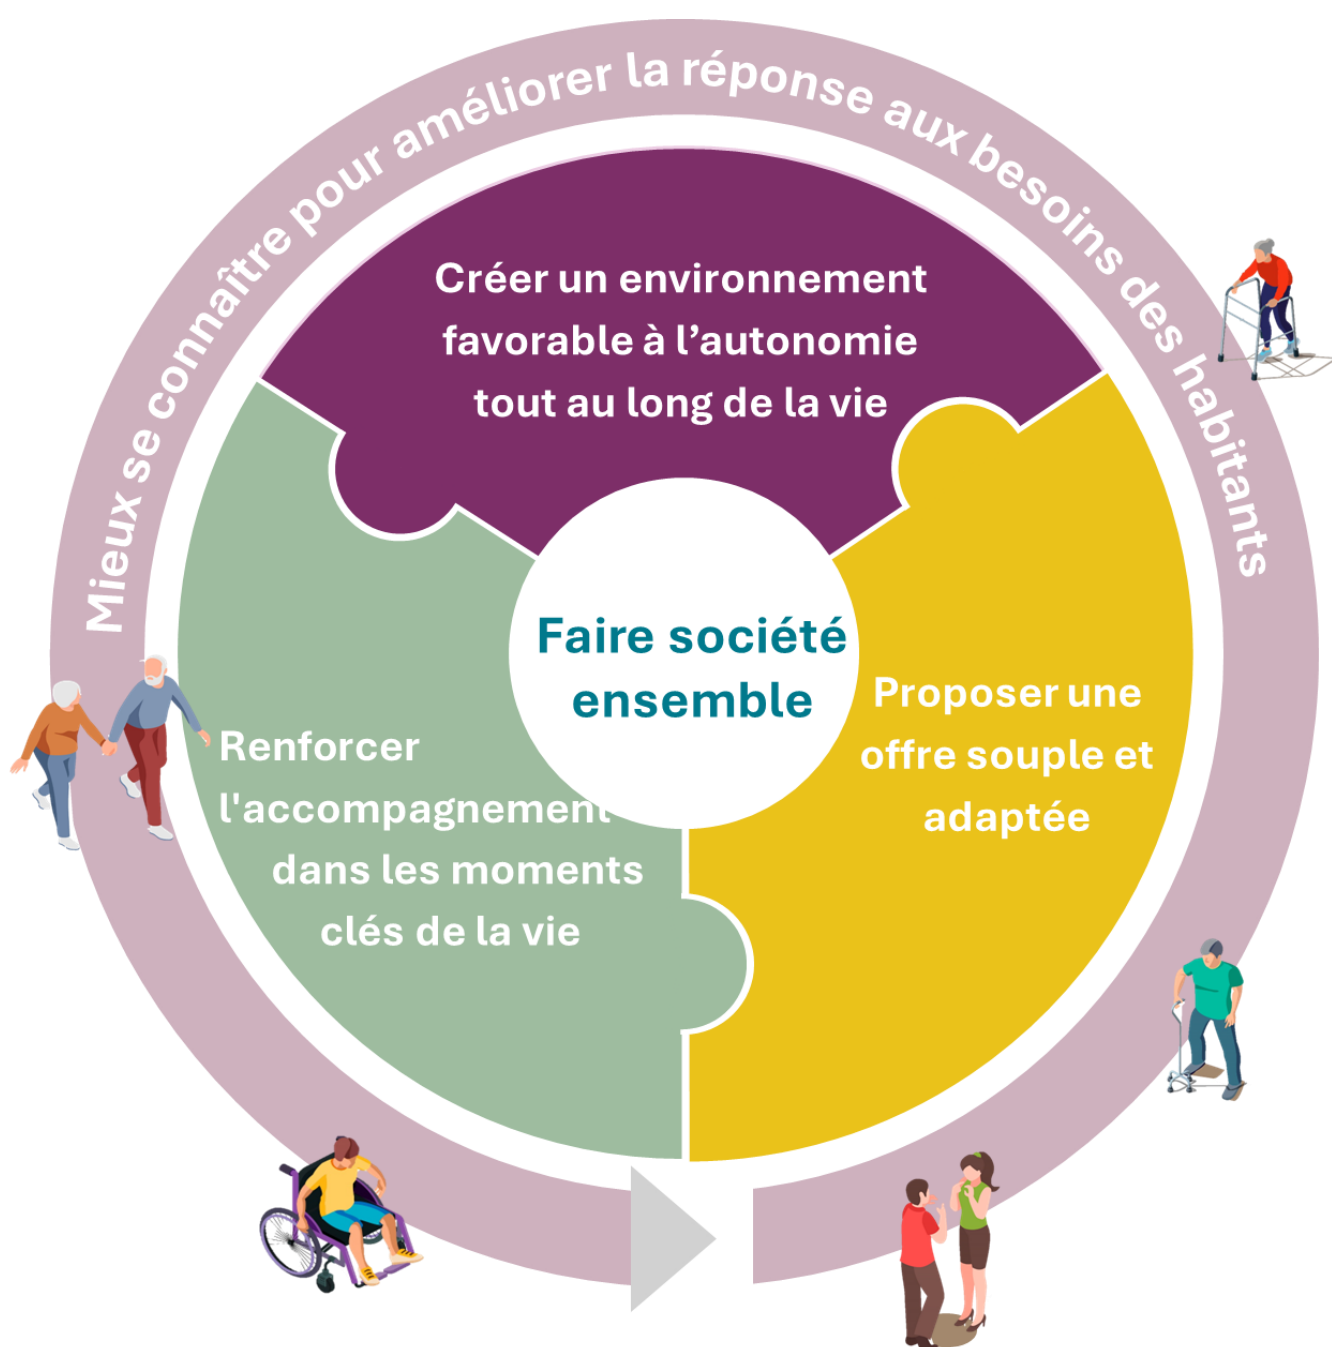 Mieux se connaître pour améliorer la réponse aux besoins des habitants
Créer un environnement
favorable à l’autonomie
tout au long de la vie
Faire société
ensemble
Proposer une
offre souple et
adaptée
Renforcer
l'accompagnement
dans les moments
clés de la vie